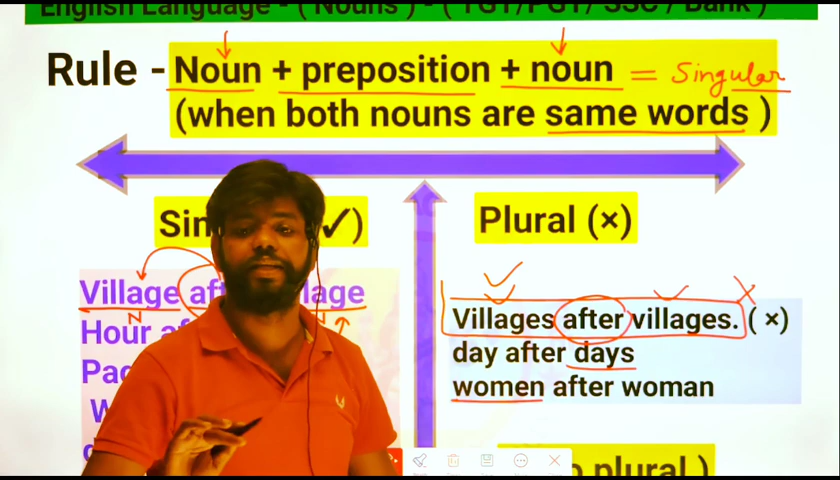 English Language - ( Nouns ) - ( TGT/PGT/ SSC / Bank )
Rule - Noun + preposition + noun = Singular
(when both nouns are same words )
Plural (×)
Village
N N
Hour
Villages after villages. ( ×)
day after days
women after woman
plural )